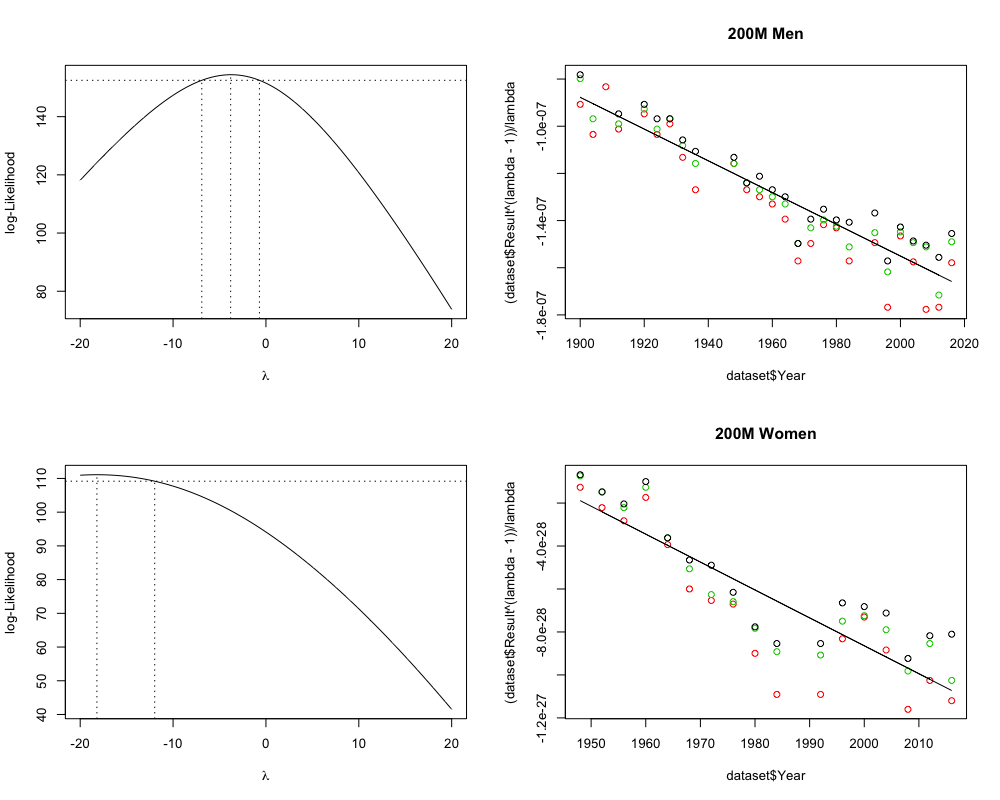 log-Likelihood
140
120
100
80
-20 -10 0 10 20
λ
200M Men
(dataset$Result^(lambda - 1))/lambda
-1.0e-07
-1.4e-07
-1.8e-07
1900 1920 1940 1960 1980 2000 2020
dataset$Year
log-Likelihood
110
100
90
80
70
60
50
40
-20 -10 0 10 20
λ
200M Women
(dataset$Result^(lambda - 1))/lambda
-4.0e-28
-8.0e-28
-1.2e-27
1950 1960 1970 1980 1990 2000 2010
dataset$Year